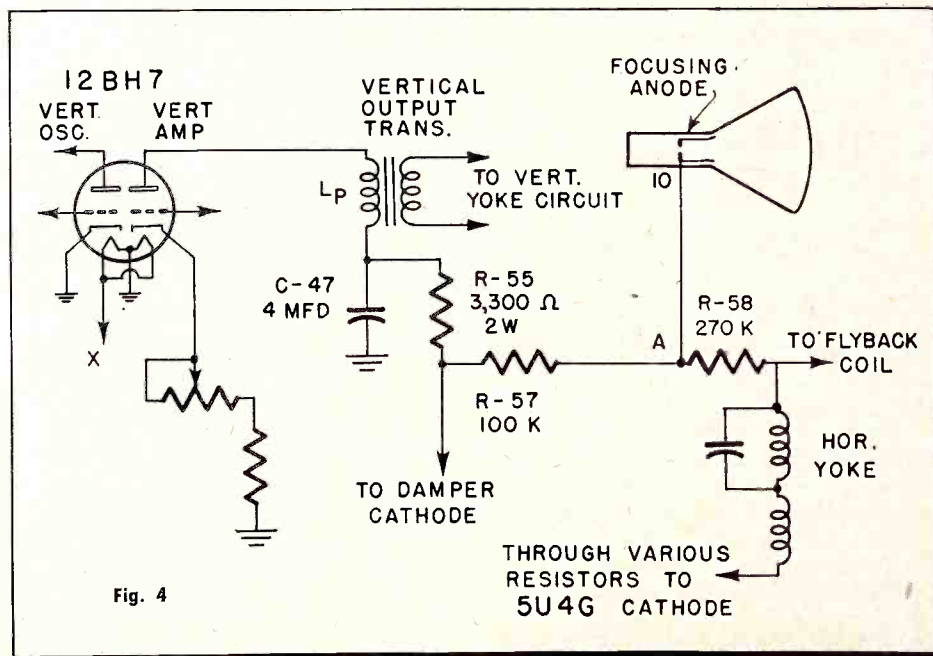 12BH7
VERT.
OSC.
VERT
AMP
VERTICAL
OUTPUT
TRANS.
FOCUSING
ANODE
LP
TO VERT.
YOKE CIRCUIT
10
C-47
4 MFD
R-55
3,300 Ω
2W
A
R-58
270 K
TO FLYBACK
COIL
X
R-57
100 K
HOR.
YOKE
TO DAMPER
CATHODE
THROUGH VARIOUS
RESISTORS TO
5U4G CATHODE
Fig. 4